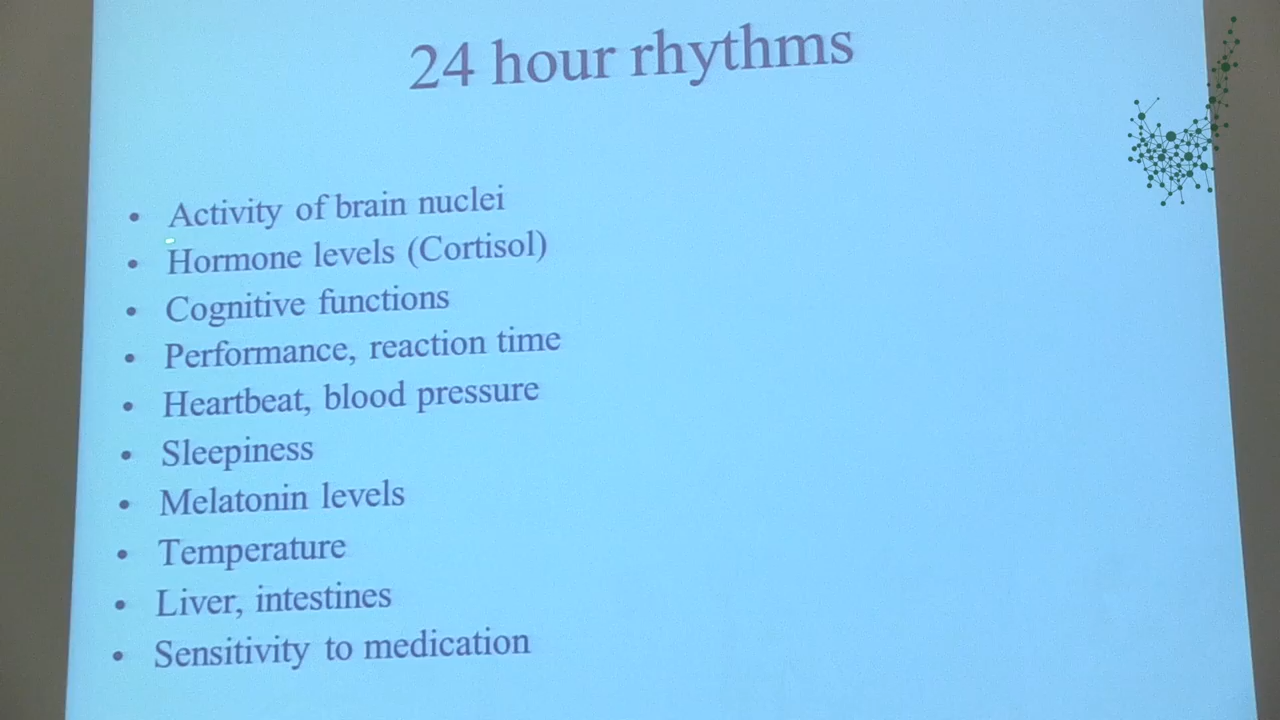 24 hour rhythms
• Activity of brain nuclei
• Hormone levels (Cortisol)
• Cognitive functions
• Performance, reaction time
• Heartbeat, blood pressure
• Sleepiness
• Melatonin levels
• Temperature
• Liver, intestines
• Sensitivity to medication